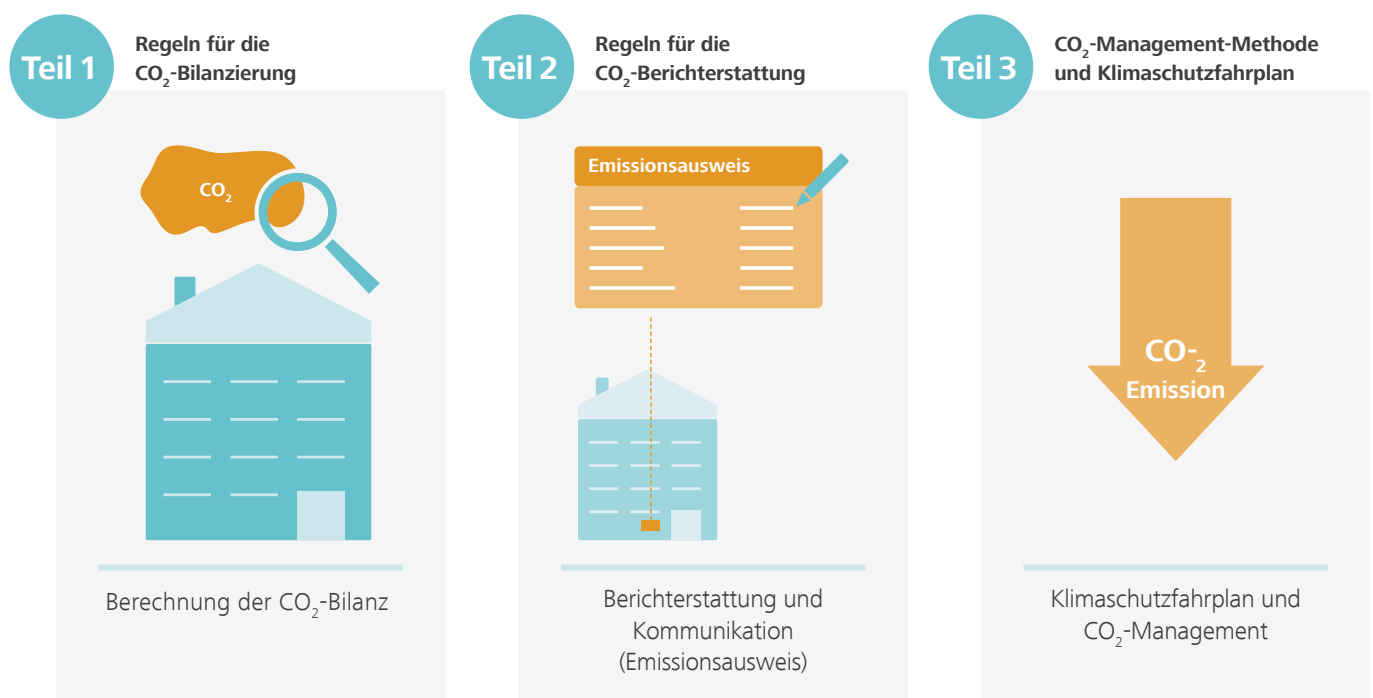 Teil 1
Regeln für die
CO₂-Bilanzierung
CO₂
Berechnung der CO₂-Bilanz
Teil 2
Regeln für die
CO₂-Berichterstattung
Emissionsausweis
Berichterstattung und
Kommunikation
(Emissionsausweis)
Teil 3
CO₂-Management-Methode
und Klimaschutzfahrplan
CO-₂
Emission
Klimaschutzfahrplan und
CO₂-Management